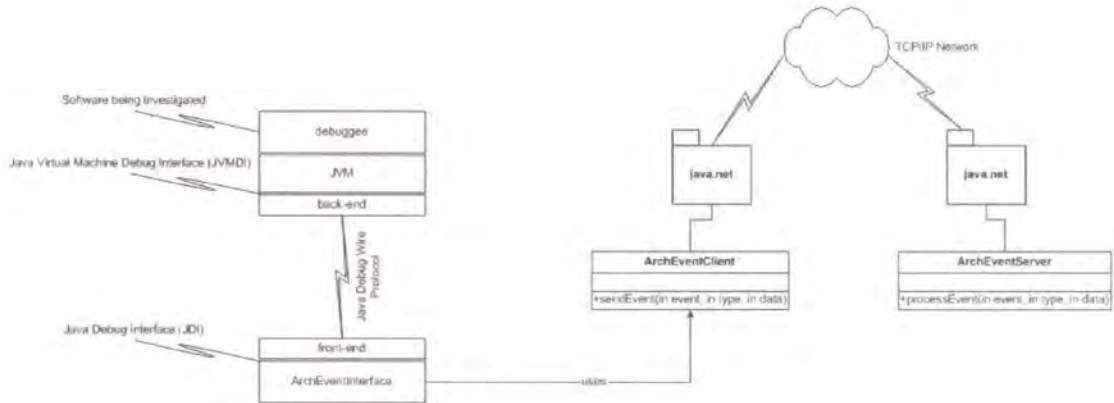 TCP/IP Network
Software being Investigated
debuggee
Java Virtual Machine Debug Interface (JVMDI)
JVM
back-end
java.net
java.net
Java Debug Wire
Protocol
ArchEventClient
+sendEvent(in event, in type, in data)
ArchEventServer
+processEvent(in event, in type, in data)
Java Debug Interface (JDI)
front-end
ArchEventInterface
uses